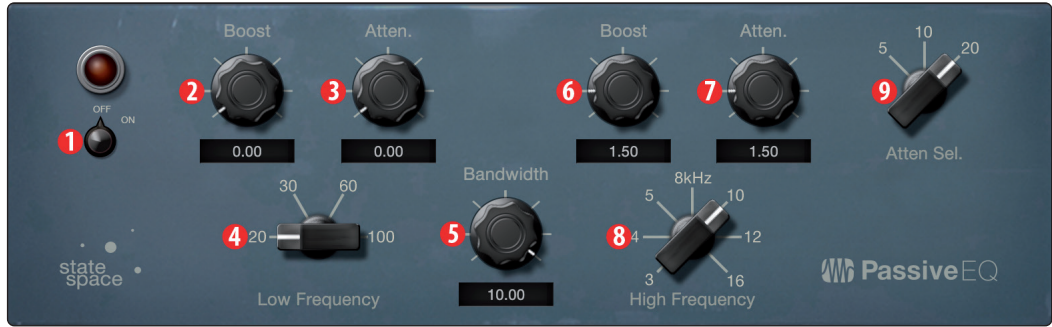 Boost
Atten.
Boost
Atten.
10
5
20
OFF
ON
1
2
3
6
7
9
0.00
0.00
1.50
1.50
Atten Sel.
Bandwidth
30
60
8kHz
5
10
4
20
100
5
8
4
12
3
16
state
space
PassiveEQ
10.00
Low Frequency
High Frequency